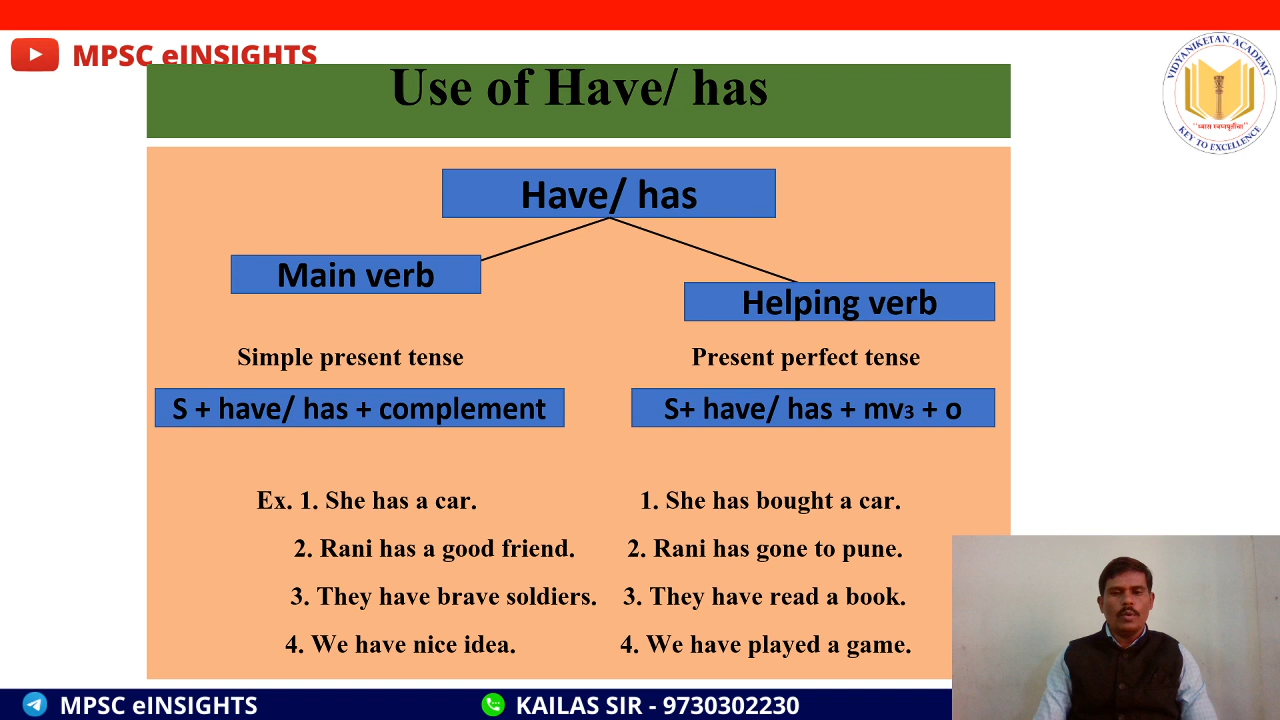 MPSC eINSIGHTS
VIDYANIKETAN ACADEMY
"ध्यास स्वप्नपूर्तीचा"
KEY TO EXCELLENCE
Use of Have/ has
Have/ has
Main verb
Helping verb
Simple present tense
Present perfect tense
S + have/ has + complement
S+ have/ has + mv3 + o
Ex. 1. She has a car.
1. She has bought a car.
2. Rani has a good friend.
2. Rani has gone to pune.
3. They have brave soldiers.
3. They have read a book.
4. We have nice idea.
4. We have played a game.
MPSC eINSIGHTS
KAILAS SIR - 9730302230